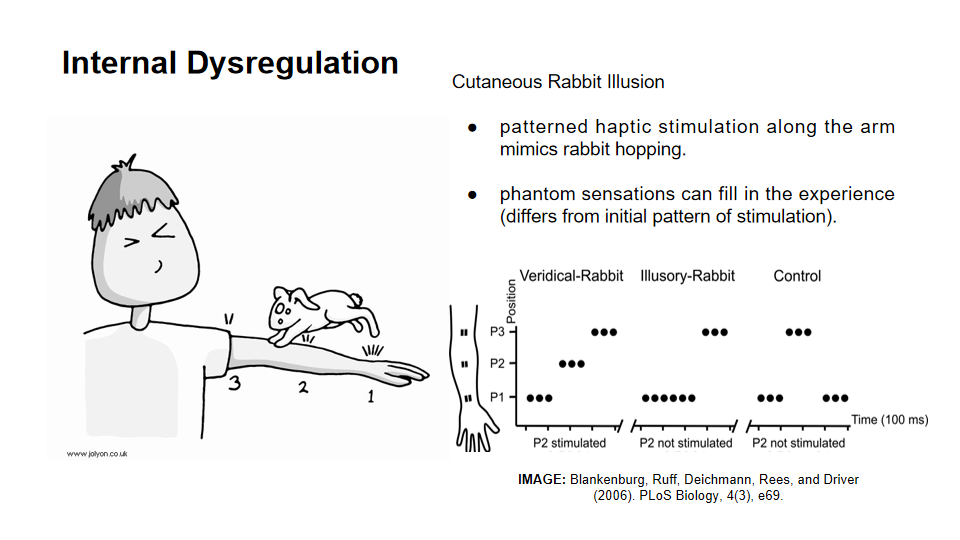 Internal Dysregulation
Cutaneous Rabbit Illusion
● patterned haptic stimulation along the arm
mimics rabbit hopping.
● phantom sensations can fill in the experience
(differs from initial pattern of stimulation).
3
2
1
www.jolyon.co.uk
Veridical-Rabbit Illusory-Rabbit Control
Position
P3
P2
P1
Time (100 ms)
P2 stimulated P2 not stimulated P2 not stimulated
IMAGE: Blankenburg, Ruff, Deichmann, Rees, and Driver
(2006). PLoS Biology, 4(3), e69.